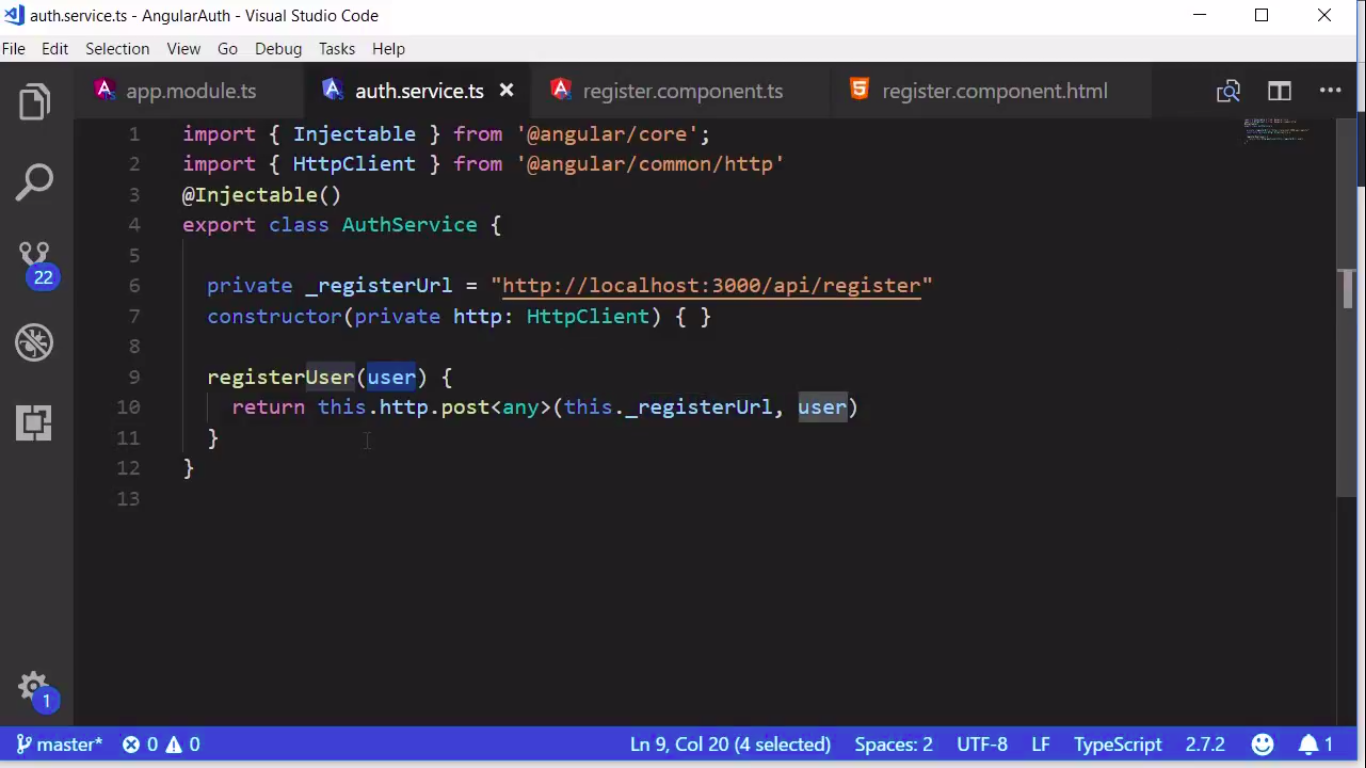 auth.service.ts - AngularAuth - Visual Studio Code
File Edit Selection View Go Debug Tasks Help
app.module.ts auth.service.ts register.component.ts register.component.html
1 import { Injectable } from '@angular/core';
2 import { HttpClient } from '@angular/common/http'
3 @Injectable()
4 export class AuthService {
5
6 private _registerUrl = "http://localhost:3000/api/register"
7 constructor(private http: HttpClient) { }
8
9 registerUser(user) {
10 return this.http.post<any>(this._registerUrl, user)
11 }
12 }
13
22
1
master* 0 0 Ln 9, Col 20 (4 selected) Spaces: 2 UTF-8 LF TypeScript 2.7.2 1